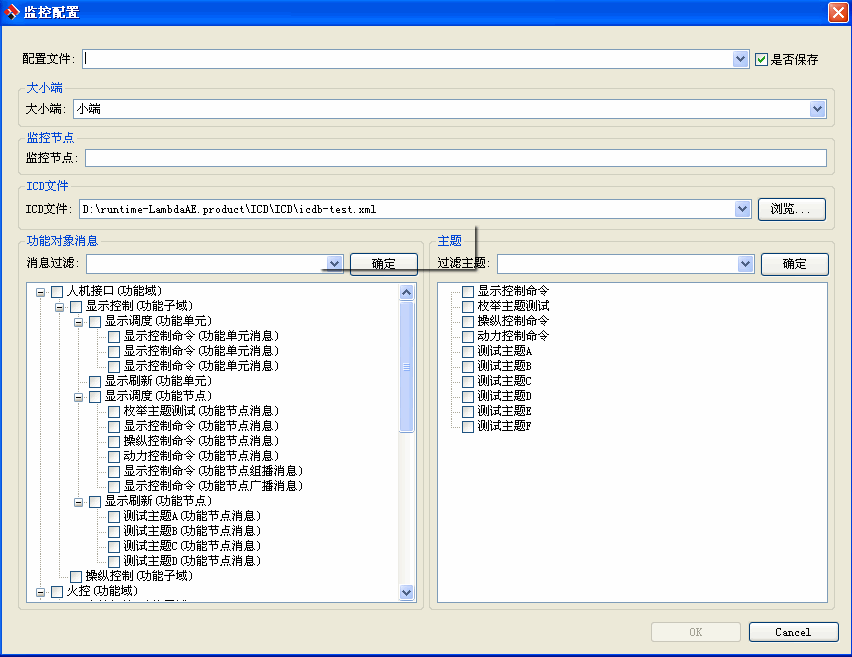 监控配置
配置文件:
是否保存
大小端
大小端: 小端
监控节点
监控节点:
ICD文件
ICD文件: D:\runtime-LambdaAE.product\ICD\ICD\icdb-test.xml 浏览...
功能对象消息
消息过滤: 确定
人机接口(功能域)
显示控制(功能子域)
显示调度(功能单元)
显示控制命令(功能单元消息)
显示控制命令(功能单元消息)
显示控制命令(功能单元消息)
显示刷新(功能单元)
显示调度(功能节点)
枚举主题测试(功能节点消息)
显示控制命令(功能节点消息)
操纵控制命令(功能节点消息)
动力控制命令(功能节点消息)
显示控制命令(功能节点组播消息)
显示控制命令(功能节点广播消息)
显示刷新(功能节点)
测试主题A(功能节点消息)
测试主题B(功能节点消息)
测试主题C(功能节点消息)
测试主题D(功能节点消息)
操纵控制(功能子域)
火控(功能域)
主题
过滤主题: 确定
显示控制命令
枚举主题测试
操纵控制命令
动力控制命令
测试主题A
测试主题B
测试主题C
测试主题D
测试主题E
测试主题F
OK Cancel